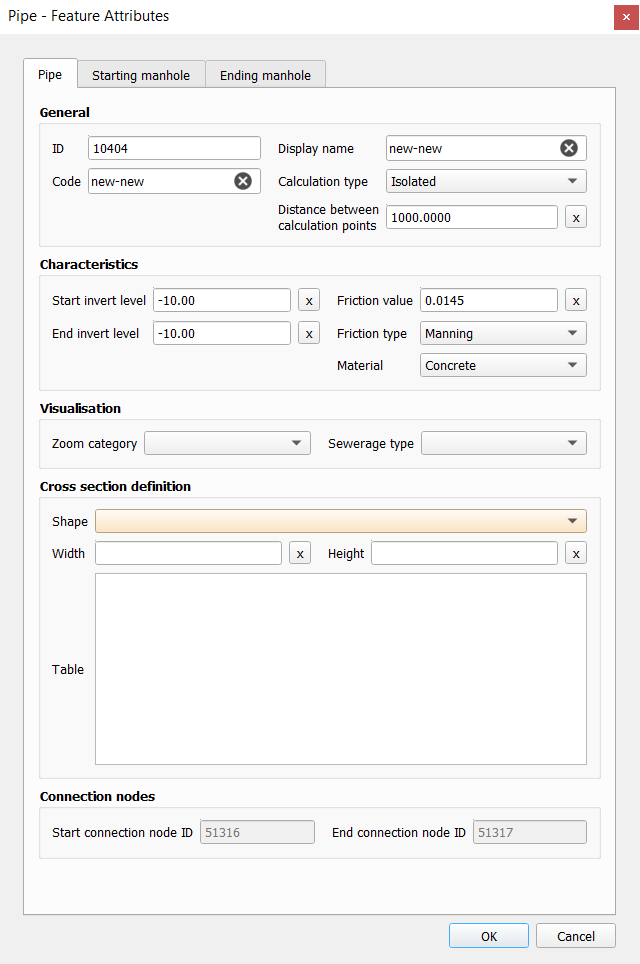 Pipe - Feature Attributes
Pipe Starting manhole Ending manhole
General
ID 10404 Display name new-new
Code new-new Calculation type Isolated
Distance between
calculation points 1000.0000 x
Characteristics
Start invert level -10.00 x Friction value 0.0145 x
End invert level -10.00 x Friction type Manning
Material Concrete
Visualisation
Zoom category Sewerage type
Cross section definition
Shape
Width x Height x
Table
Connection nodes
Start connection node ID 51316 End connection node ID 51317
OK Cancel